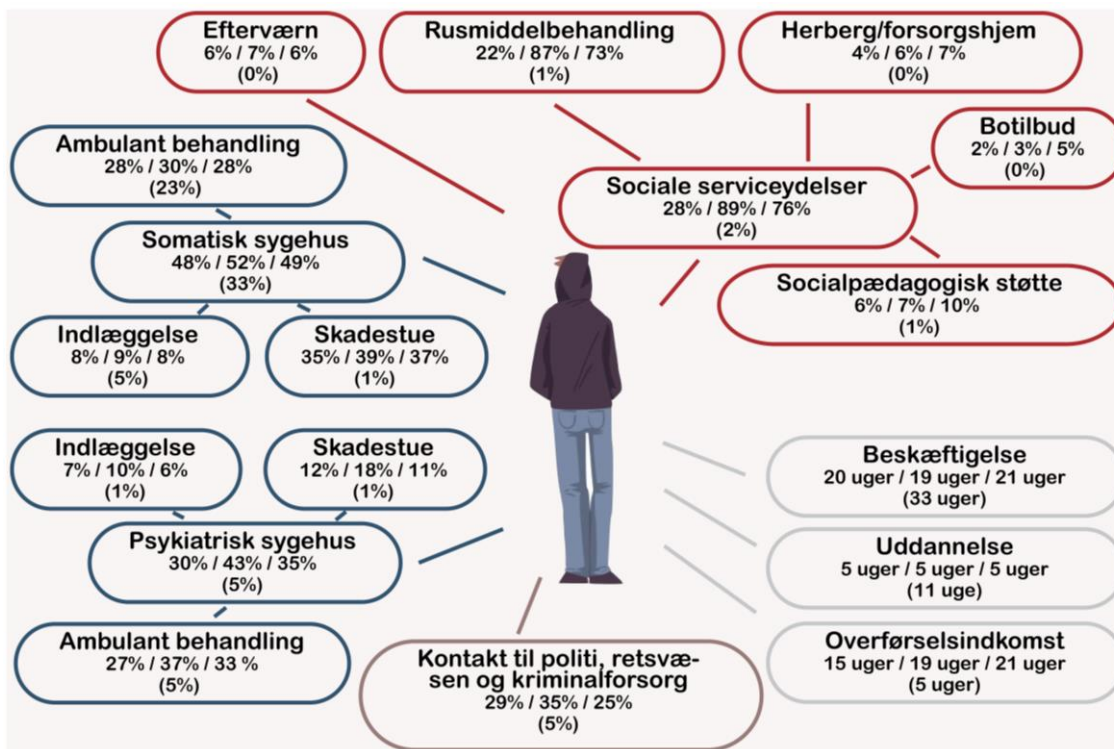 Efterværn
6% / 7% / 6%
(0%)
Rusmiddelbehandling
22% / 87% / 73%
(1%)
Herberg/forsorgshjem
4% / 6% / 7%
(0%)
Ambulant behandling
28% / 30% / 28%
(23%)
Botilbud
2% / 3% / 5%
(0%)
Sociale serviceydelser
28% / 89% / 76%
(2%)
Somatisk sygehus
48% / 52% / 49%
(33%)
Socialpædagogisk støtte
6% / 7% / 10%
(1%)
Indlæggelse
8% / 9% / 8%
(5%)
Skadestue
35% / 39% / 37%
(1%)
Indlæggelse
7% / 10% / 6%
(1%)
Skadestue
12% / 18% / 11%
(1%)
Beskæftigelse
20 uger / 19 uger / 21 uger
(33 uger)
Psykiatrisk sygehus
30% / 43% / 35%
(5%)
Uddannelse
5 uger / 5 uger / 5 uger
(11 uge)
Ambulant behandling
27% / 37% / 33 %
(5%)
Overførselsindkomst
15 uger / 19 uger / 21 uger
(5 uger)
Kontakt til politi, retsvæ-
sen og kriminalforsorg
29% / 35% / 25%
(5%)